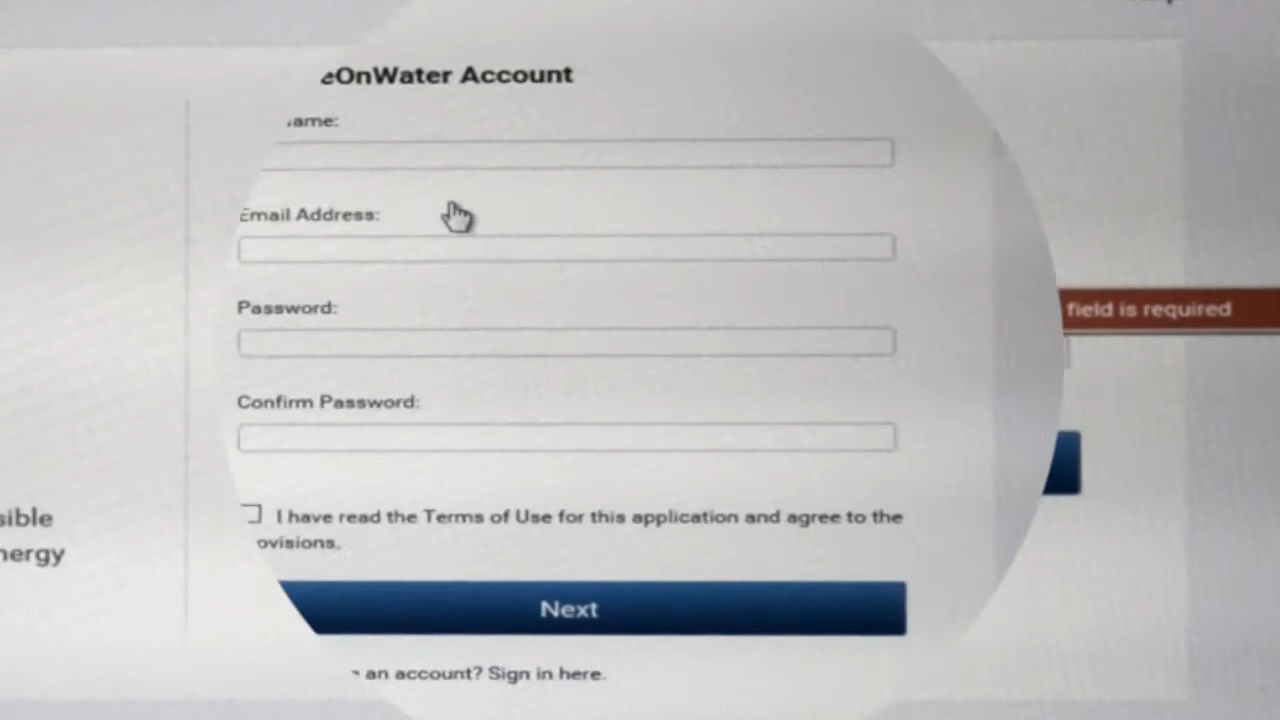 eOnWater Account
ame:
Email Address:
Password:
field is required
Confirm Password:
sible
nergy
I have read the Terms of Use for this application and agree to the
ovisions.
Next
an account? Sign in here.